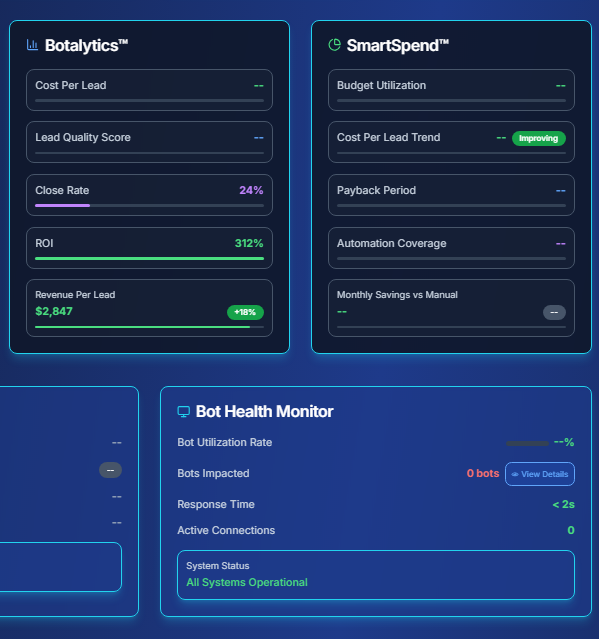 Botalytics™
Cost Per Lead --
Lead Quality Score --
Close Rate 24%
ROI 312%
Revenue Per Lead
$2,847 +18%
SmartSpend™
Budget Utilization --
Cost Per Lead Trend -- Improving
Payback Period --
Automation Coverage --
Monthly Savings vs Manual
-- --
--
--
--
--
Bot Health Monitor
Bot Utilization Rate --%
Bots Impacted 0 bots View Details
Response Time < 2s
Active Connections 0
System Status
All Systems Operational